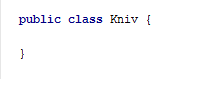 public class Kniv {
}